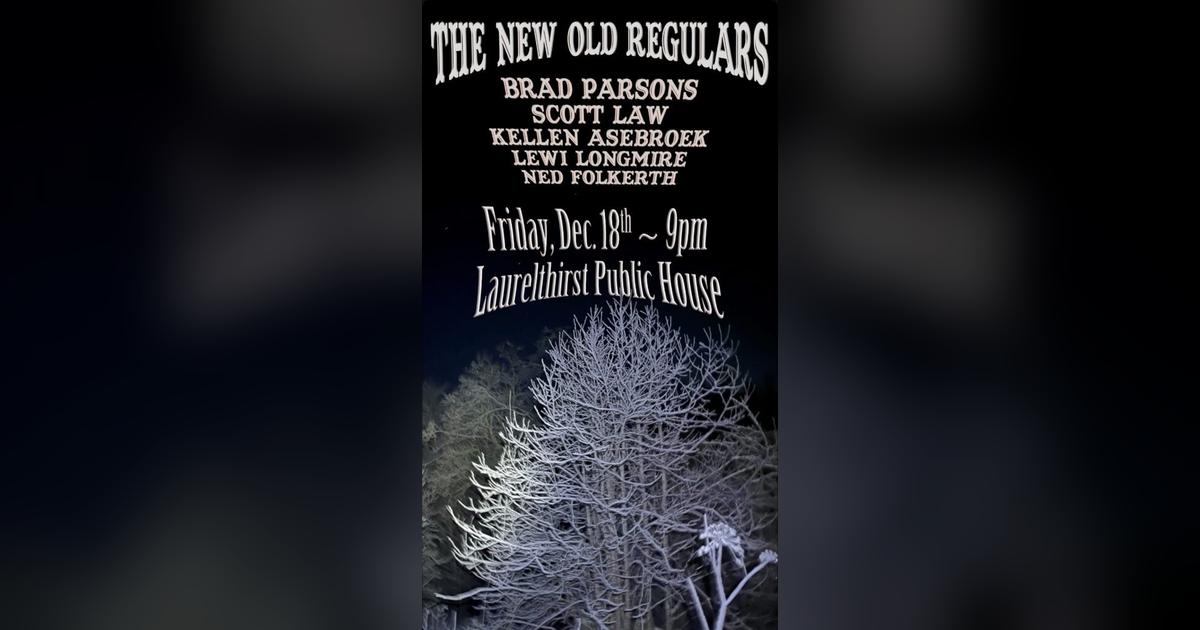 THE NEW OLD REGULARS
BRAD PARSONS
SCOTT LAW
KELLEN ASEBROEK
LEWI LONGMIRE
NED FOLKERTH
Friday, Dec. 18th ~ 9pm
Laurelthirst Public House